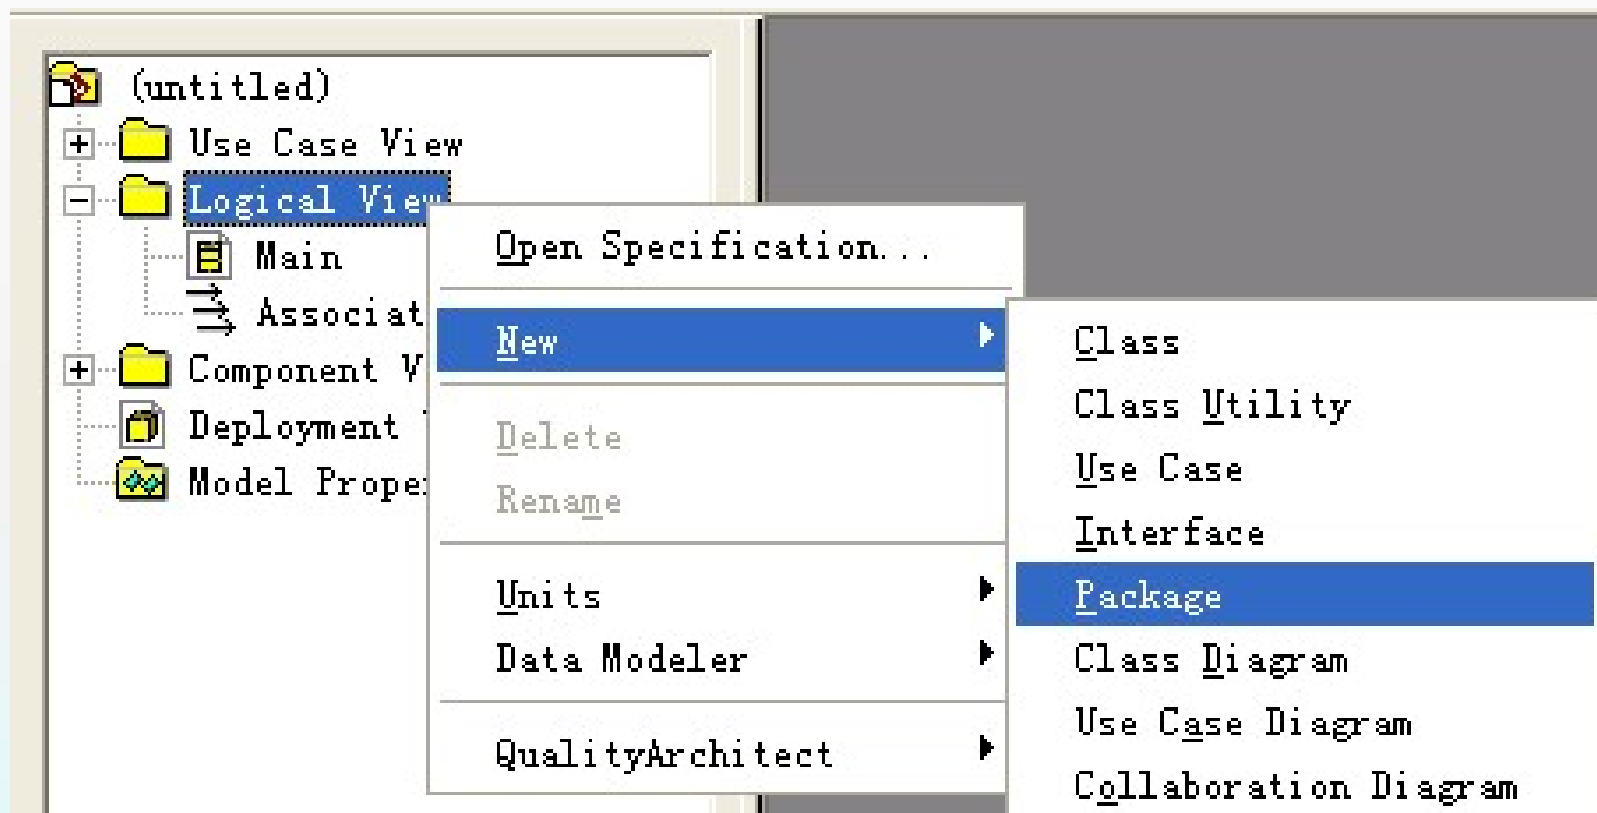 (untitled)
Use Case View
Logical View
Main
Associat
Component V
Deployment
Model Prope
Open Specification...
New
Delete
Rename
Units
Data Modeler
QualityArchitect
Class
Class Utility
Use Case
Interface
Package
Class Diagram
Use Case Diagram
Collaboration Diagram